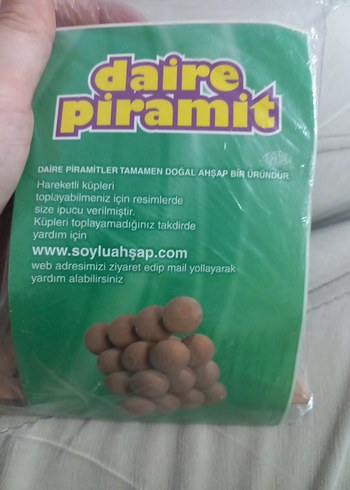 daire
piramit
DAİRE PİRAMİTLER TAMAMEN DOĞAL AHŞAP BİR ÜRÜNDÜR
Hareketli küpleri
toplayabilmeniz için resimlerde
size ipucu verilmiştir.
Küpleri toplayamadığınız takdirde
yardım için
www.soyluahşap.com
web adresimizi ziyaret edip mail yollayarak
yardım alabilirsiniz